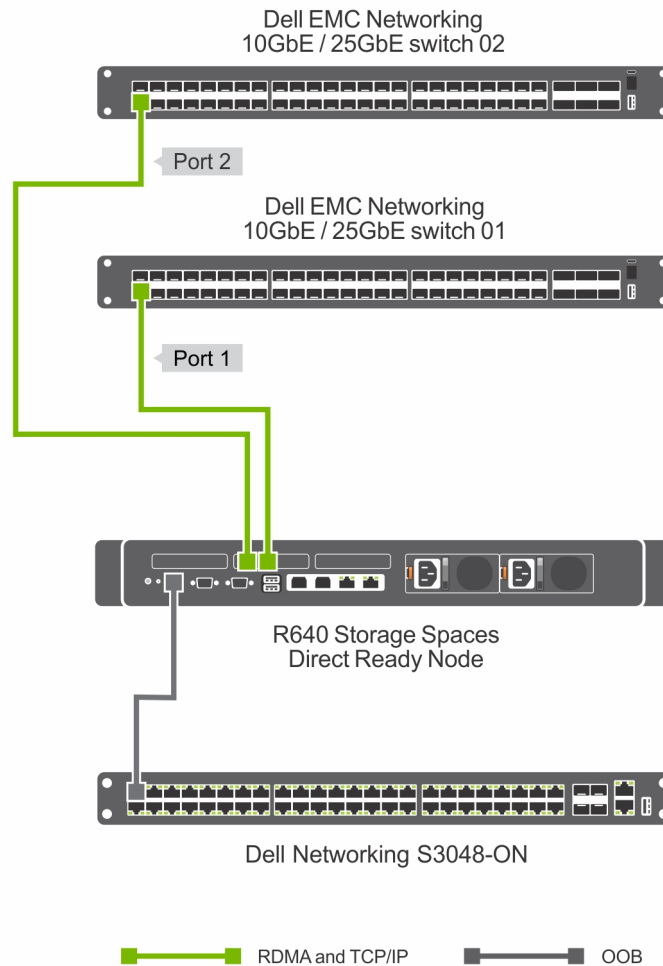 Dell EMC Networking
10GbE / 25GbE switch 02
Port 2
Dell EMC Networking
10GbE / 25GbE switch 01
Port 1
R640 Storage Spaces
Direct Ready Node
Dell Networking S3048-ON
RDMA and TCP/IP
OOB